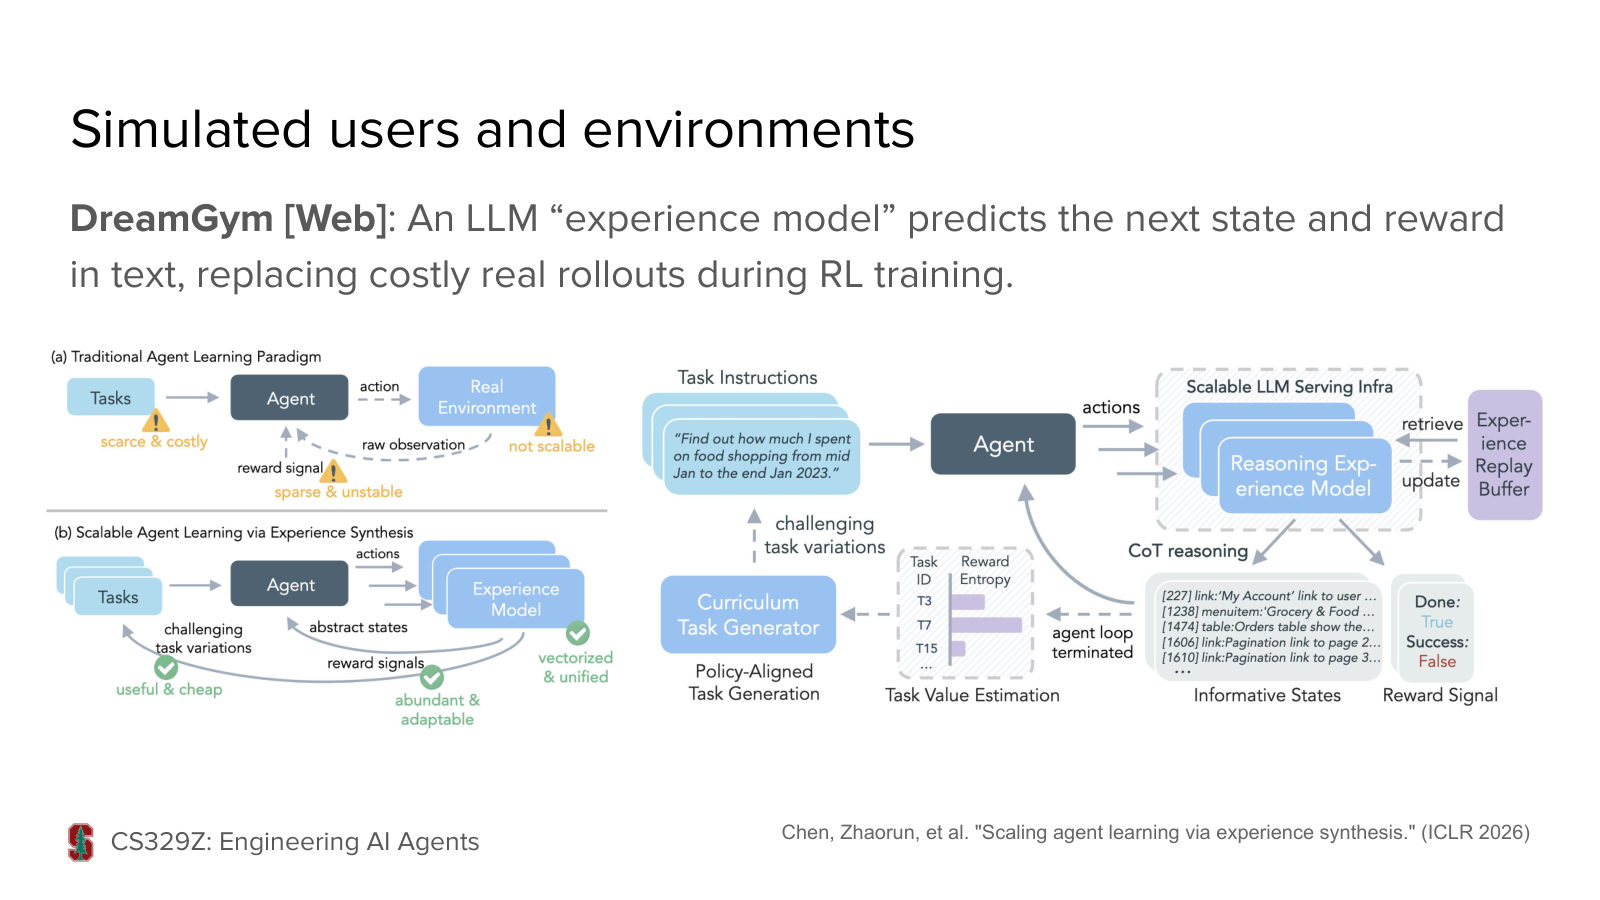 Simulated users and environments
DreamGym [Web]: An LLM “experience model” predicts the next state and reward
in text, replacing costly real rollouts during RL training.
(a) Traditional Agent Learning Paradigm
Tasks
scarce & costly
Agent
action
Real
Environment
not scalable
raw observation
reward signal
sparse & unstable
(b) Scalable Agent Learning via Experience Synthesis
Tasks
Agent
actions
Experience
Model
abstract states
challenging
task variations
reward signals
useful & cheap
abundant &
adaptable
vectorized
& unified
Task Instructions
“Find out how much I spent
on food shopping from mid
Jan to the end Jan 2023.”
Agent
actions
Scalable LLM Serving Infra
Reasoning Exp-
erience Model
retrieve
update
Exper-
ience
Replay
Buffer
challenging
task variations
Curriculum
Task Generator
Policy-Aligned
Task Generation
Task
ID
Reward
Entropy
T3
T7
T15
...
Task Value Estimation
agent loop
terminated
CoT reasoning
[227] link:‘My Account’ link to user ...
[1238] menuitem:‘Grocery & Food ...
[1474] table:Orders table show the...
[1606] link:Pagination link to page 2...
[1610] link:Pagination link to page 3...
...
Informative States
Done:
True
Success:
False
Reward Signal
CS329Z: Engineering AI Agents
Chen, Zhaorun, et al. "Scaling agent learning via experience synthesis." (ICLR 2026)